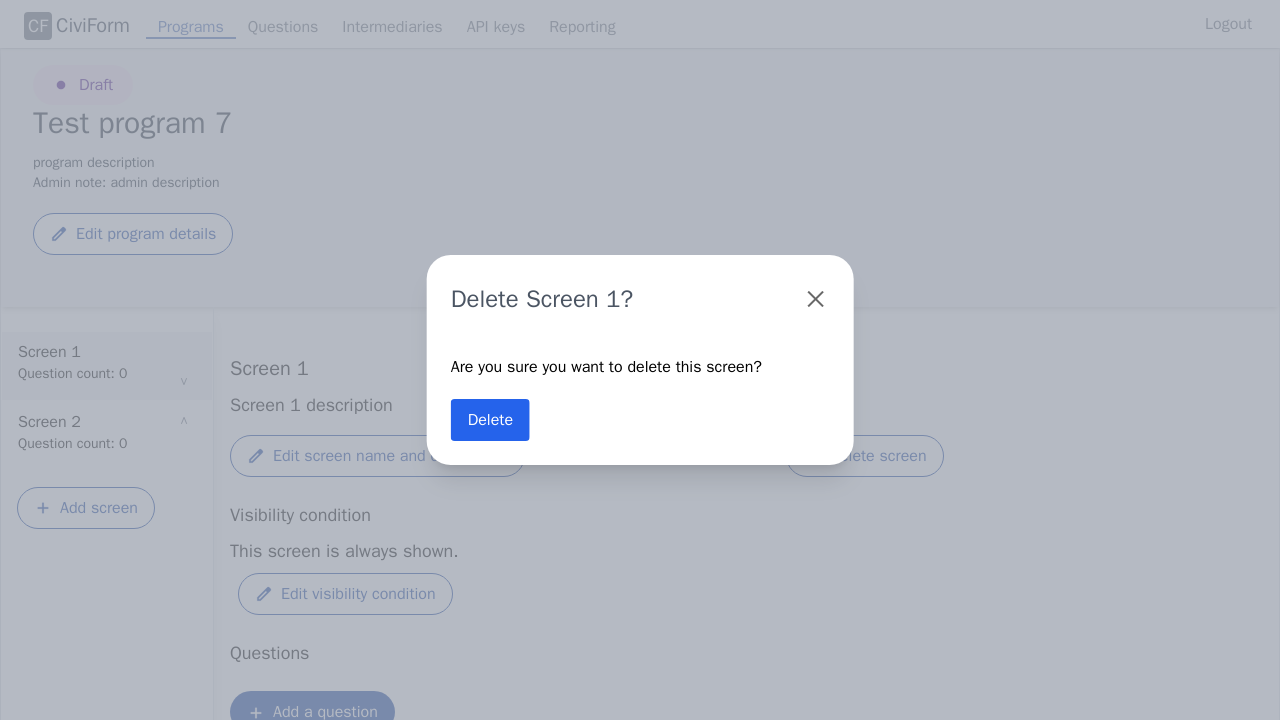 CF CiviForm Programs Questions Intermediaries API keys Reporting Logout
Draft
Test program 7
program description
Admin note: admin description
Edit program details
Delete Screen 1?
Are you sure you want to delete this screen?
Delete
Screen 1
Question count: 0
Screen 2
Question count: 0
Add screen
Screen 1
Screen 1 description
Edit screen name and
screen
Visibility condition
This screen is always shown.
Edit visibility condition
Questions
Add a question